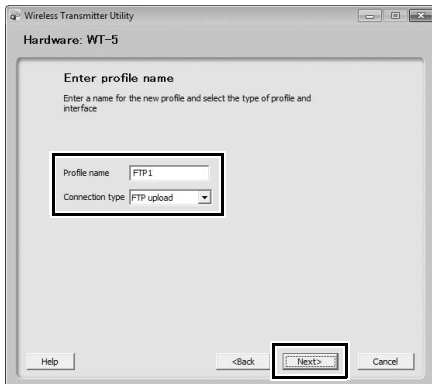 Wireless Transmitter Utility
Hardware: WT-5
Enter profile name
Enter a name for the new profile and select the type of profile and
interface
Profile name FTP1
Connection type FTP upload
Help <Back Next> Cancel